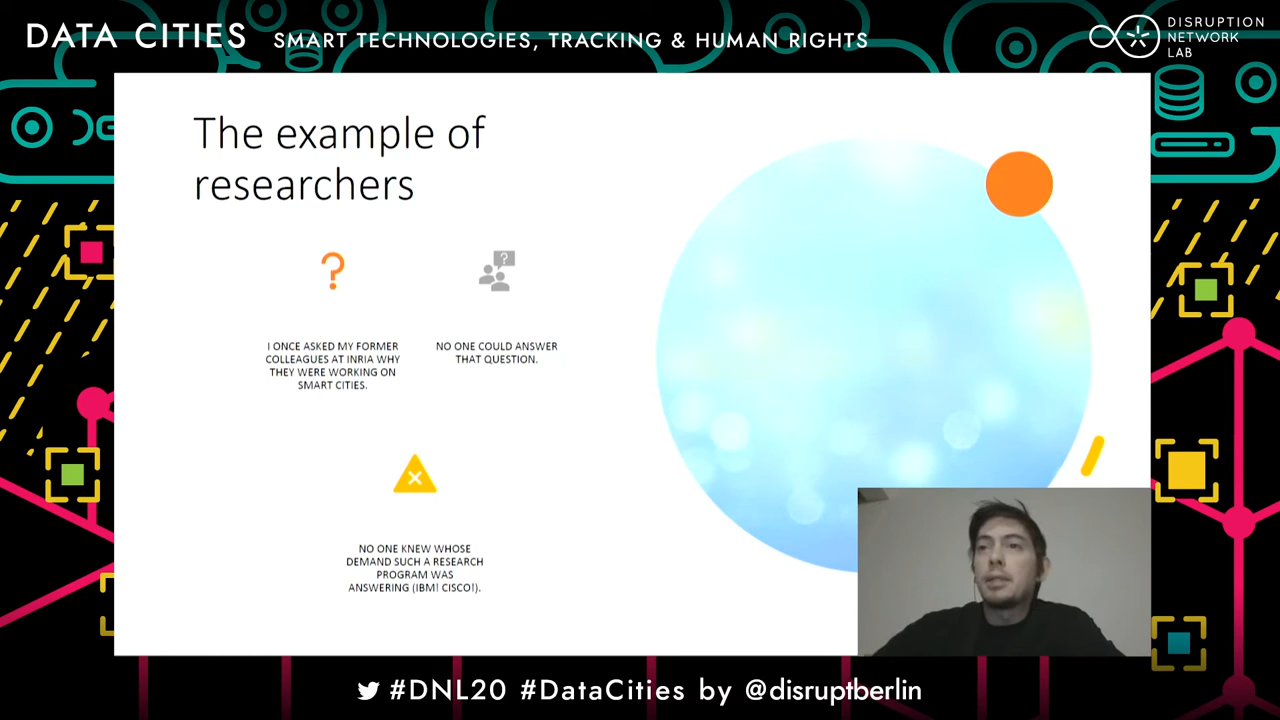 DATA CITIES SMART TECHNOLOGIES, TRACKING & HUMAN RIGHTS
DISRUPTION
NETWORK
LAB
The example of
researchers
?
?
I ONCE ASKED MY FORMER
COLLEAGUES AT INRIA WHY
THEY WERE WORKING ON
SMART CITIES.
NO ONE COULD ANSWER
THAT QUESTION.
NO ONE KNEW WHOSE
DEMAND SUCH A RESEARCH
PROGRAM WAS
ANSWERING (IBM! CISCO!).
#DNL20 #DataCities by @disruptberlin